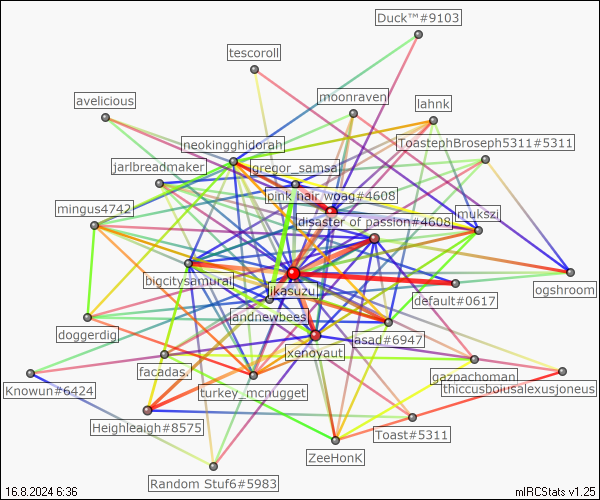 Duck™#9103
tescoroll
avelicious
moonraven
lahnk
neokingghidorah
ToastephBroseph5311#5311
jarlbreadmaker
gregor_samsa
pink hair woag#4608
mingus4742
disaster of passion#4608
mukszj
bigcitysamurai
jkasuzu
default#0617
ogshroom
andnewbees
doggerdig
xenoyaut
asad#6947
facadas.
gazpachoman
Knowun#6424
turkey_mcnugget
thiccusboiusalexusjoneus
Heighleaigh#8575
Toast#5311
ZeeHonK
Random Stuf6#5983
16.8.2024 6:36
mIRCStats v1.25